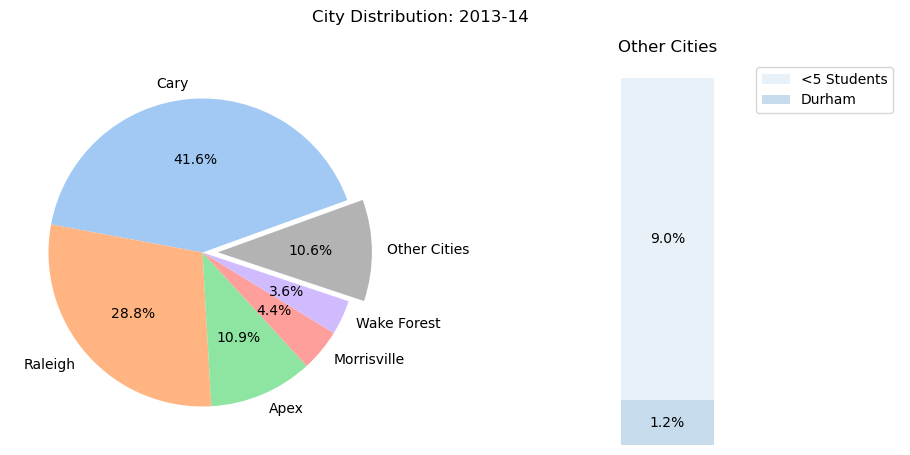 City Distribution: 2013-14
Other Cities
<5 Students
Durham
Cary
41.6%
Other Cities
10.6%
Wake Forest
3.6%
Morrisville
4.4%
Apex
10.9%
Raleigh
28.8%
9.0%
1.2%